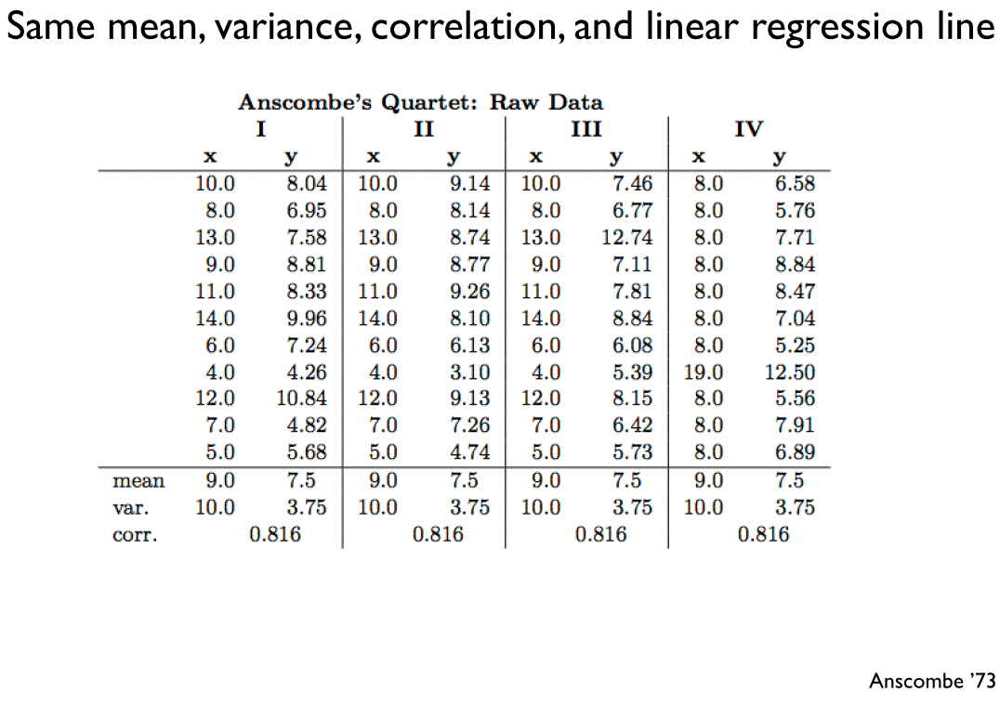 Same mean, variance, correlation, and linear regression line
Anscombe's Quartet: Raw Data
I II III IV
x y x y x y x y
10.0 8.04 10.0 9.14 10.0 7.46 8.0 6.58
8.0 6.95 8.0 8.14 8.0 6.77 8.0 5.76
13.0 7.58 13.0 8.74 13.0 12.74 8.0 7.71
9.0 8.81 9.0 8.77 9.0 7.11 8.0 8.84
11.0 8.33 11.0 9.26 11.0 7.81 8.0 8.47
14.0 9.96 14.0 8.10 14.0 8.84 8.0 7.04
6.0 7.24 6.0 6.13 6.0 6.08 8.0 5.25
4.0 4.26 4.0 3.10 4.0 5.39 19.0 12.50
12.0 10.84 12.0 9.13 12.0 8.15 8.0 5.56
7.0 4.82 7.0 7.26 7.0 6.42 8.0 7.91
5.0 5.68 5.0 4.74 5.0 5.73 8.0 6.89
mean 9.0 7.5 9.0 7.5 9.0 7.5 9.0 7.5
var. 10.0 3.75 10.0 3.75 10.0 3.75 10.0 3.75
corr. 0.816 0.816 0.816 0.816
Anscombe ’73